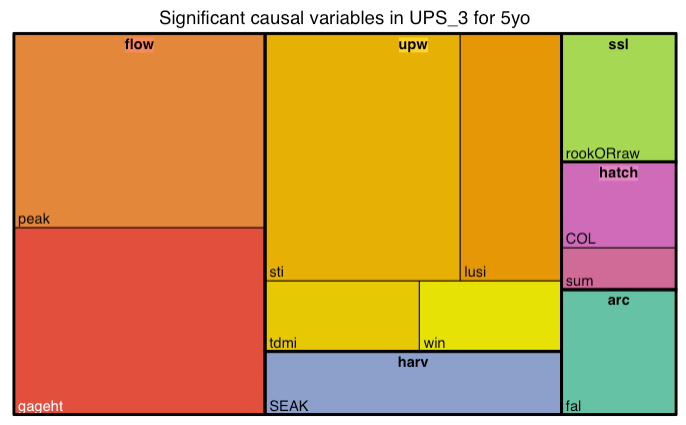 Significant causal variables in UPS_3 for 5yo
flow
peak
gageht
upw
sti
lusi
tdmi
win
harv
SEAK
ssl
rookORraw
hatch
COL
sum
arc
fal